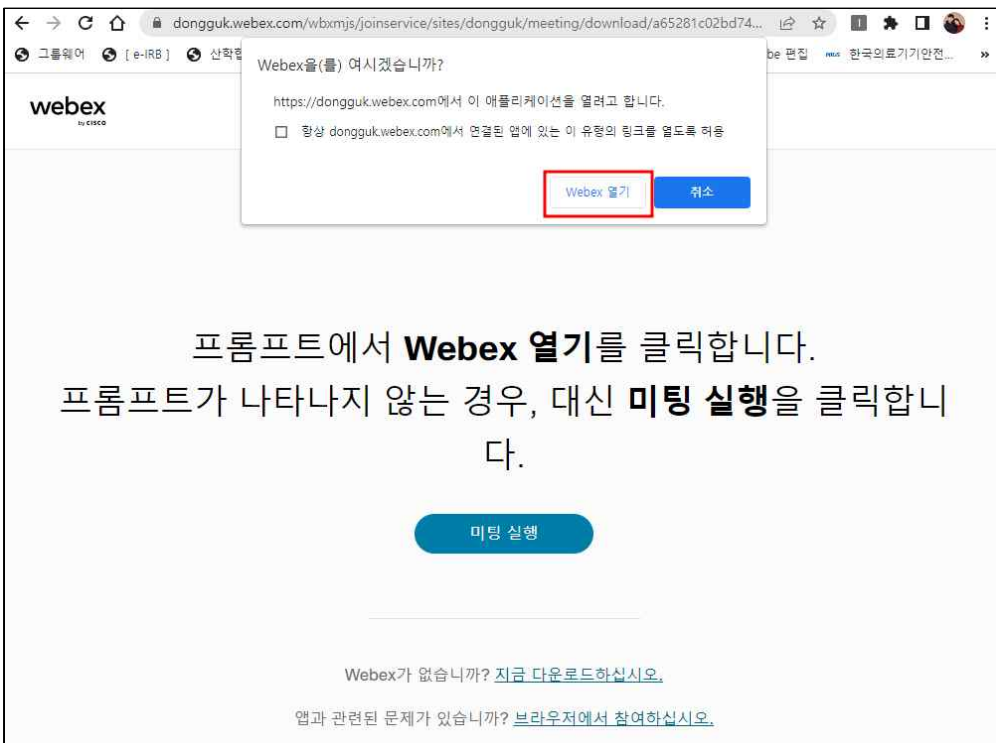 dongguk.webex.com/wbxmjs/joinservice/sites/dongguk/meeting/download/a65281c02bd74...
그룹웨어 [ e-IRB ] 산학협 be 편집 한국의료기기안전...
webex
by CISCO
Webex을(를) 여시겠습니까?
https://dongguk.webex.com에서 이 애플리케이션을 열려고 합니다.
항상 dongguk.webex.com에서 연결된 앱에 있는 이 유형의 링크를 열도록 허용
Webex 열기 취소
프롬프트에서 Webex 열기를 클릭합니다.
프롬프트가 나타나지 않는 경우, 대신 미팅 실행을 클릭합니
다.
미팅 실행
Webex가 없습니까? 지금 다운로드하십시오.
앱과 관련된 문제가 있습니까? 브라우저에서 참여하십시오.